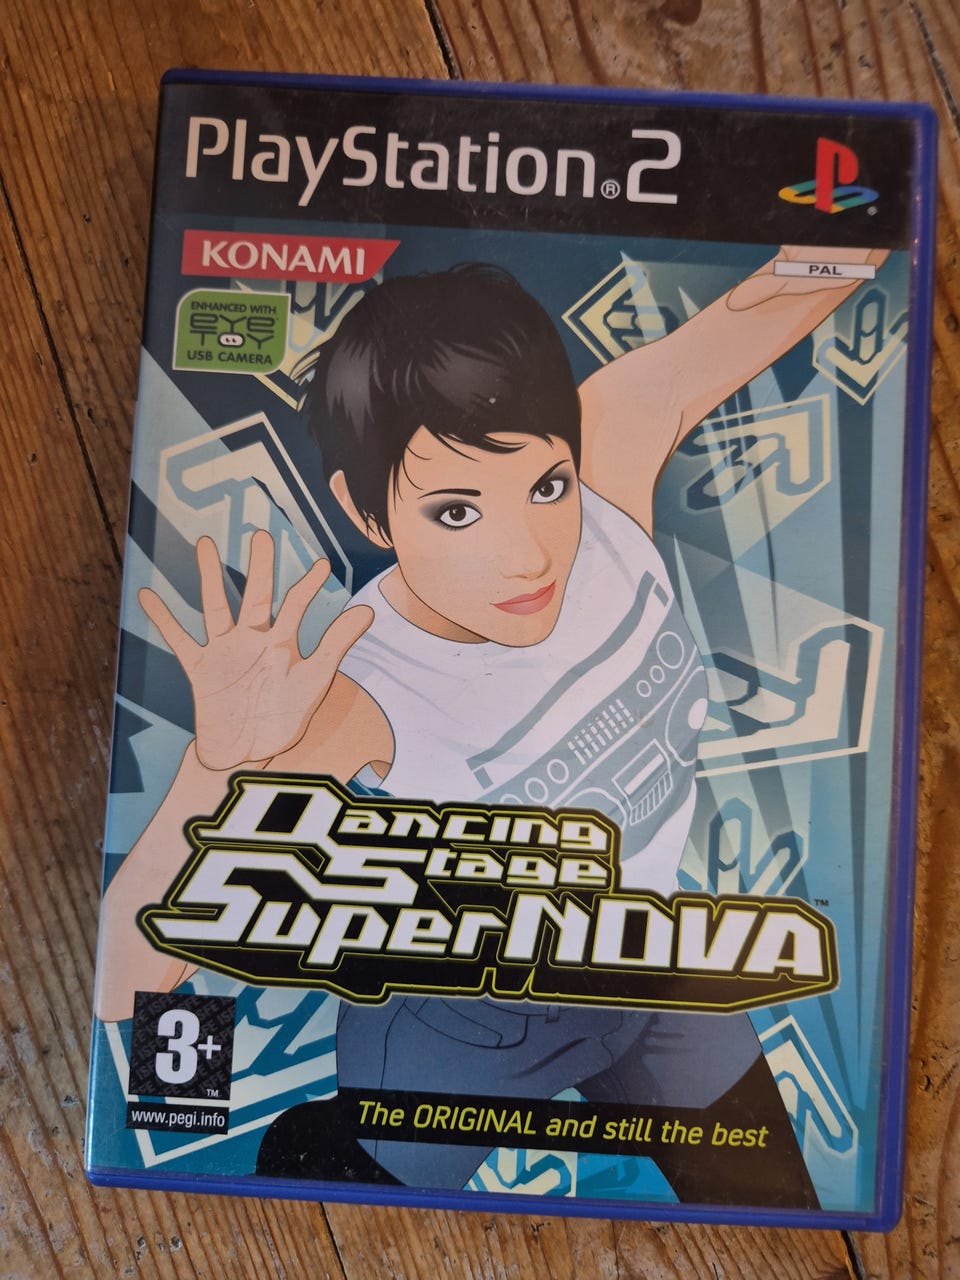 PlayStation®2
KONAMI
PAL
ENHANCED WITH
EYE
TOY
USB CAMERA
Dancing
Stage
SuperNOVA™
3+
TM
www.pegi.info
The ORIGINAL and still the best